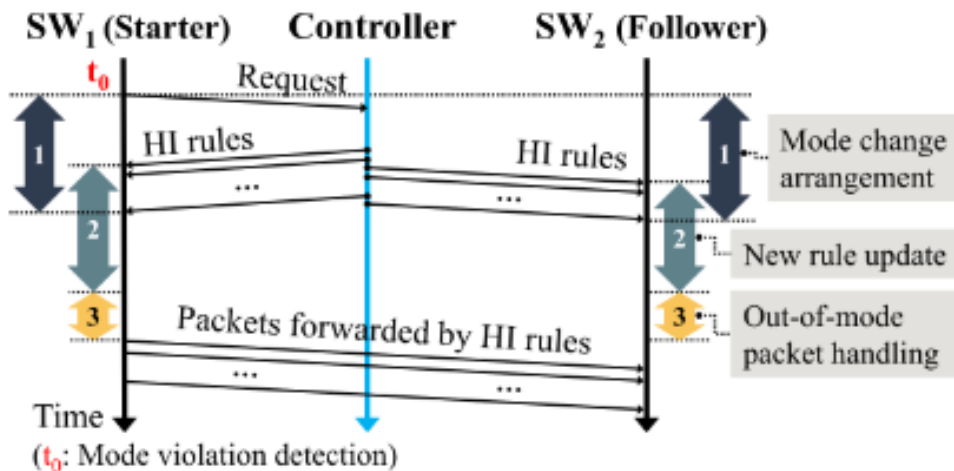 SW₁ (Starter) Controller SW₂ (Follower)
t₀
Request
1
HI rules
HI rules
1
Mode change
arrangement
...
...
2
2
New rule update
3
3
Out-of-mode
packet handling
Packets forwarded by HI rules
...
...
Time
(t₀: Mode violation detection)